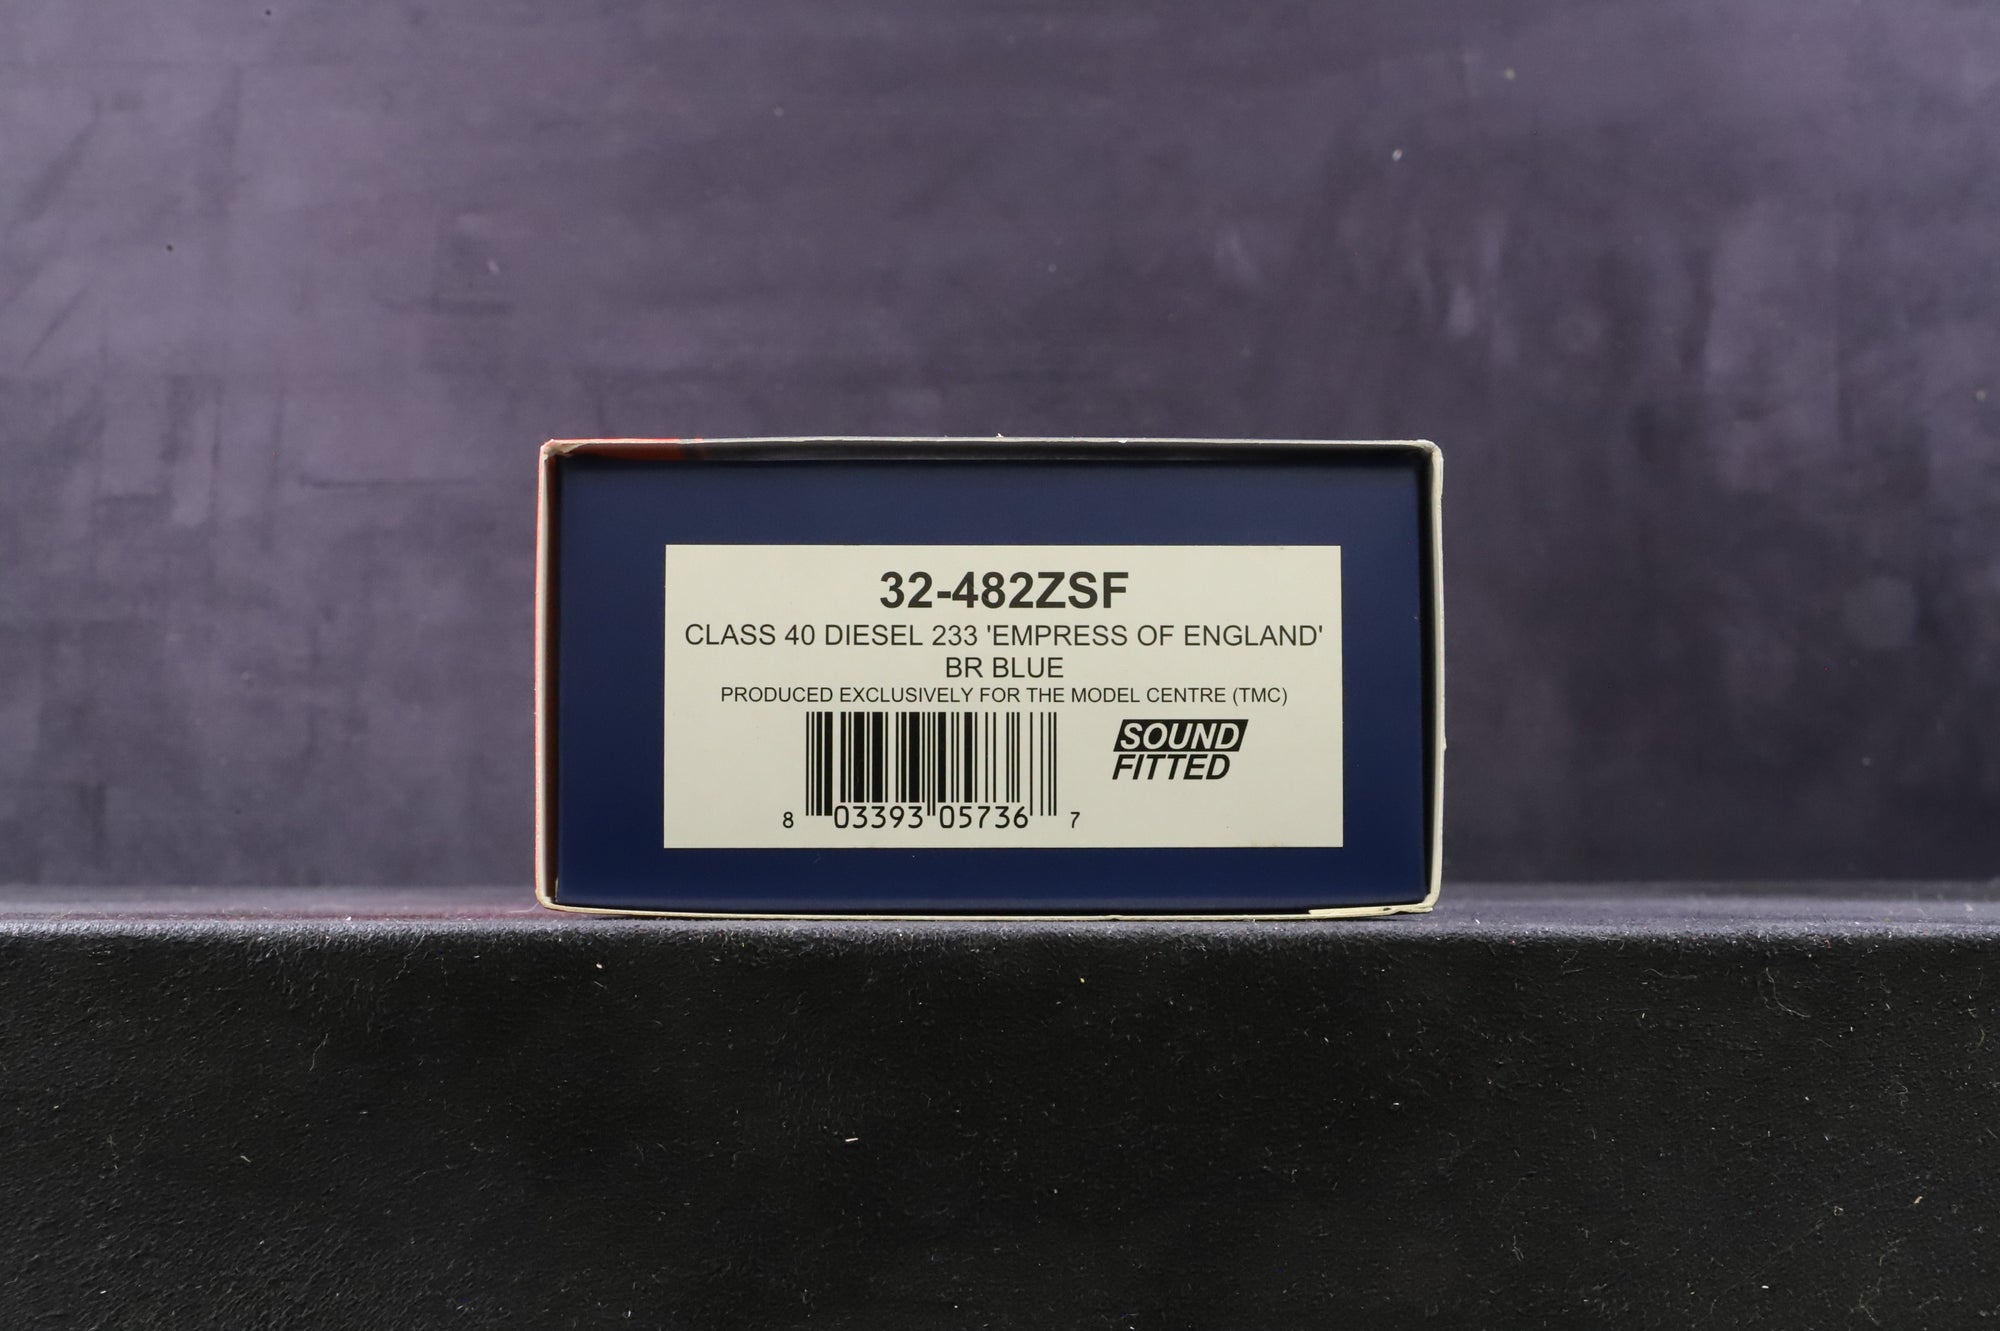 32-482ZSF
CLASS 40 DIESEL 233 'EMPRESS OF ENGLAND'
BR BLUE
PRODUCED EXCLUSIVELY FOR THE MODEL CENTRE (TMC)
SOUND
FITTED
8 03393 05736 7